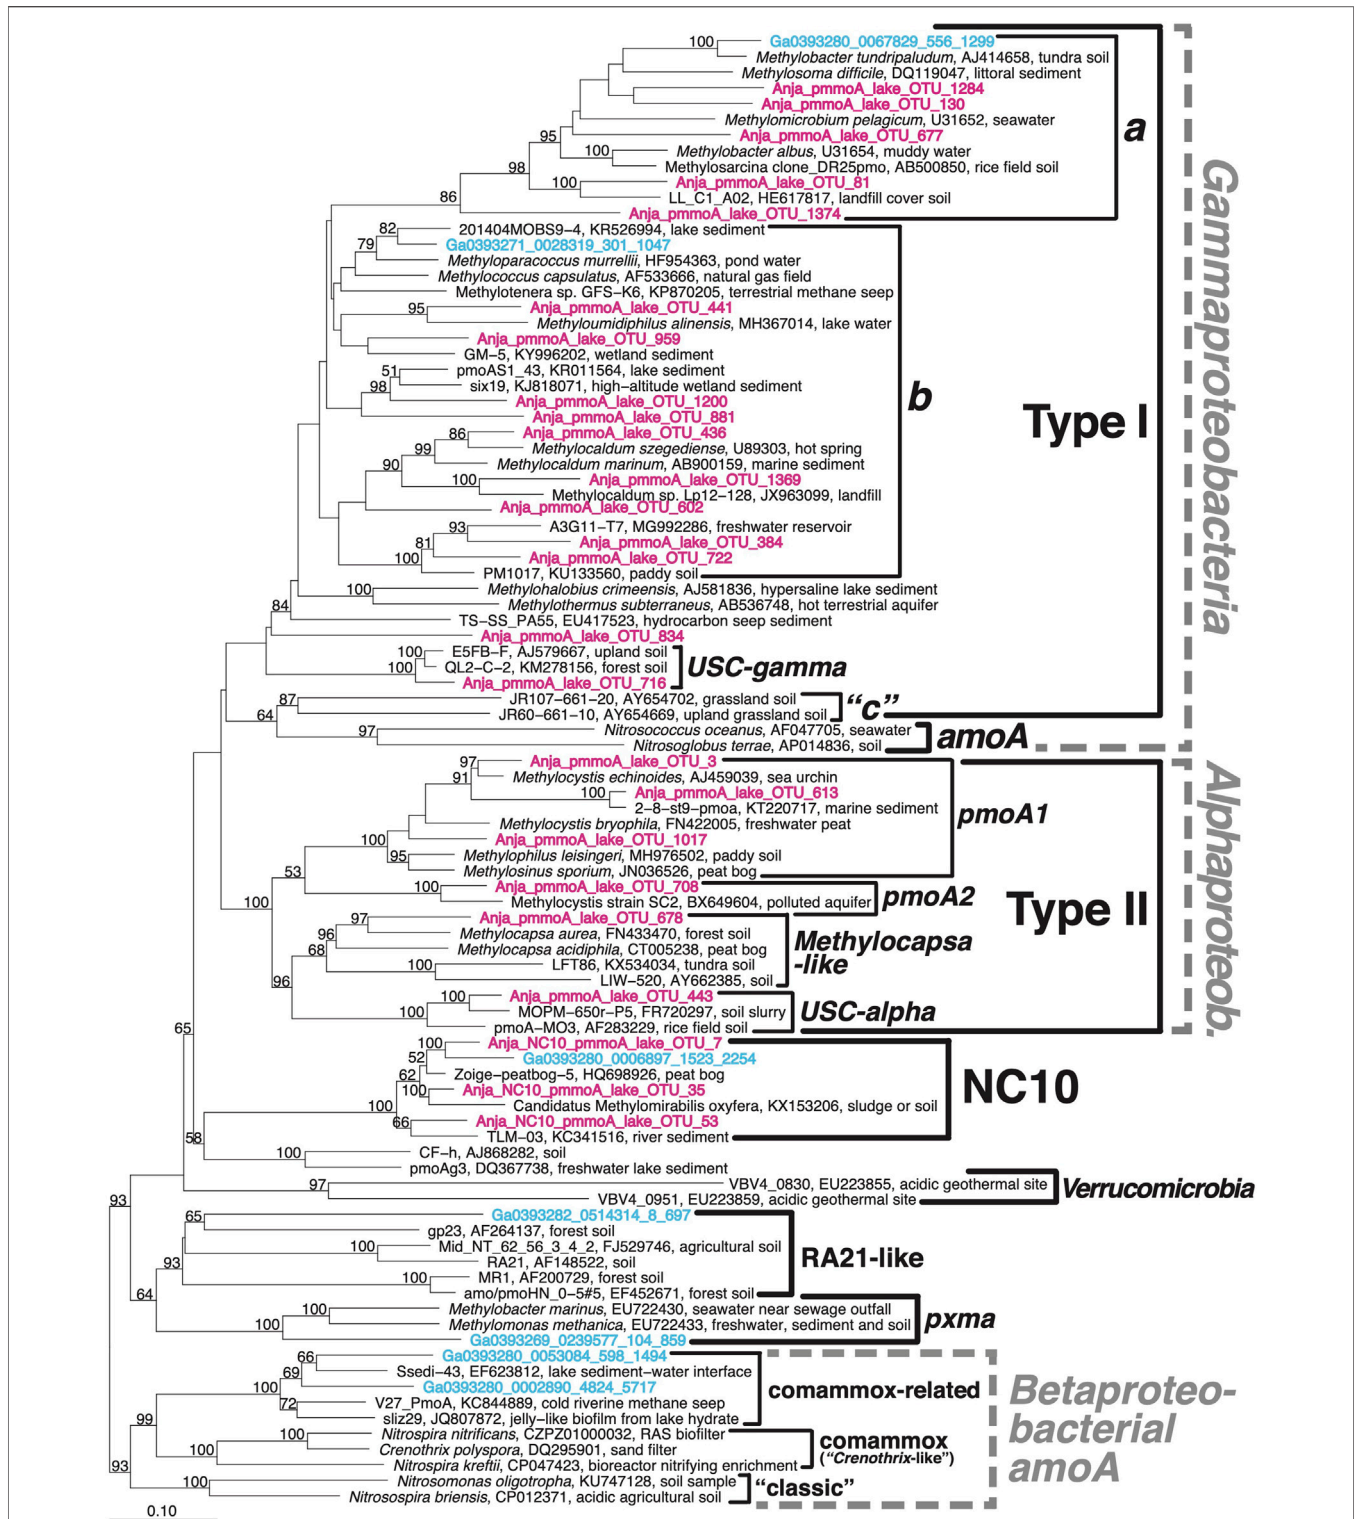 100 Ga0393280_0067829_556_1299
Methylobacter tundripaludum, AJ414658, tundra soil
Methylosoma difficile, DQ119047, littoral sediment
Anja_pmmoA_lake_OTU_1284
Anja_pmmoA_lake_OTU_130
Methylomicrobium pelagicum, U31652, seawater
95 Anja_pmmoA_lake_OTU_677
a
100 Methylobacter albus, U31654, muddy water
Methylosarcina clone_DR25pmo, AB500850, rice field soil
98
100 Anja_pmmoA_lake_OTU_81
LL_C1_A02, HE617817, landfill cover soil
86
Anja_pmmoA_lake_OTU_1374
82 201404MOBS9-4, KR526994, lake sediment
79 Ga0393271_0028319_301_1047
Methyloparacoccus murrellii, HF954363, pond water
Methylococcus capsulatus, AF533666, natural gas field
Methylotenera sp. GFS-K6, KP870205, terrestrial methane seep
95 Anja_pmmoA_lake_OTU_441
Methyloumidiphilus alinensis, MH367014, lake water
Anja_pmmoA_lake_OTU_959
GM-5, KY996202, wetland sediment
51 pmoAS1_43, KR011564, lake sediment
98 six19, KJ818071, high-altitude wetland sediment
Anja_pmmoA_lake_OTU_1200
b
Anja_pmmoA_lake_OTU_881
Type I
86 Anja_pmmoA_lake_OTU_436
99 Methylocaldum szegediense, U89303, hot spring
90 Methylocaldum marinum, AB900159, marine sediment
100 Anja_pmmoA_lake_OTU_1369
Methylocaldum sp. Lp12-128, JX963099, landfill
Anja_pmmoA_lake_OTU_602
93 A3G11-T7, MG992286, freshwater reservoir
81 Anja_pmmoA_lake_OTU_384
100 Anja_pmmoA_lake_OTU_722
PM1017, KU133560, paddy soil
100 Methylohalobius crimeensis, AJ581836, hypersaline lake sediment
84 Methylothermus subterraneus, AB536748, hot terrestrial aquifer
TS-SS_PA55, EU417523, hydrocarbon seep sediment
Anja_pmmoA_lake_OTU_834
100 E5FB-F, AJ579667, upland soil
100 QL2-C-2, KM278156, forest soil
USC-gamma
Anja_pmmoA_lake_OTU_716
87 JR107-661-20, AY654702, grassland soil
"c"
64 JR60-661-10, AY654669, upland grassland soil
97 Nitrosococcus oceanus, AF047705, seawater
amoA
Nitrosoglobus terrae, AP014836, soil
Gammaproteobacteria
97 Anja_pmmoA_lake_OTU_3
91 Methylocystis echinoides, AJ459039, sea urchin
100 Anja_pmmoA_lake_OTU_613
2-8-st9-pmoa, KT220717, marine sediment
pmoA1
Methylocystis bryophila, FN422005, freshwater peat
100 Anja_pmmoA_lake_OTU_1017
95 Methylophilus leisingeri, MH976502, paddy soil
53 Methylosinus sporium, JN036526, peat bog
100 Anja_pmmoA_lake_OTU_708
pmoA2
100 Methylocystis strain SC2, BX649604, polluted aquifer
Type II
97 Anja_pmmoA_lake_OTU_678
96 Methylocapsa aurea, FN433470, forest soil
68 Methylocapsa acidiphila, CT005238, peat bog
Methylocapsa
-like
100 LFT86, KX534034, tundra soil
96 LIW-520, AY662385, soil
100 Anja_pmmoA_lake_OTU_443
100 MOPM-650r-P5, FR720297, soil slurry
USC-alpha
65 pmoA-MO3, AF283229, rice field soil
Alphaproteob.
100 Anja_NC10_pmmoA_lake_OTU_7
52 Ga0393280_0006897_1523_2254
62 Zoige-peatbog-5, HQ698926, peat bog
100 Anja_NC10_pmmoA_lake_OTU_35
NC10
100 Candidatus Methylomirabilis oxyfera, KX153206, sludge or soil
66 Anja_NC10_pmmoA_lake_OTU_53
58 TLM-03, KC341516, river sediment
100 CF-h, AJ868282, soil
pmoAg3, DQ367738, freshwater lake sediment
97 VBV4_0830, EU223855, acidic geothermal site
Verrucomicrobia
93 VBV4_0951, EU223859, acidic geothermal site
65 Ga0393282_0514314_8_697
gp23, AF264137, forest soil
100 Mid_NT_62_56_3_4_2, FJ529746, agricultural soil
93 RA21, AF148522, soil
RA21-like
100 MR1, AF200729, forest soil
64 amo/pmoHN_0-5#5, EF452671, forest soil
100 Methylobacter marinus, EU722430, seawater near sewage outfall
100 Methylomonas methanica, EU722433, freshwater, sediment and soil
pxma
Ga0393269_0239577_104_859
66 Ga0393280_0053084_598_1494
69 Ssedi-43, EF623812, lake sediment-water interface
100 Ga0393280_0002890_4824_5717
comammox-related
72 V27_PmoA, KC844889, cold riverine methane seep
99 sliz29, JQ807872, jelly-like biofilm from lake hydrate
100 Nitrospira nitrificans, CZPZ01000032, RAS biofilter
100 Crenothrix polyspora, DQ295901, sand filter
comammox
("Crenothrix-like")
93 Nitrospira kreftii, CP047423, bioreactor nitrifying enrichment
100 Nitrosomonas oligotropha, KU747128, soil sample
"classic"
Nitrosospira briensis, CP012371, acidic agricultural soil
Betaproteo-
bacterial
amoA
0.10